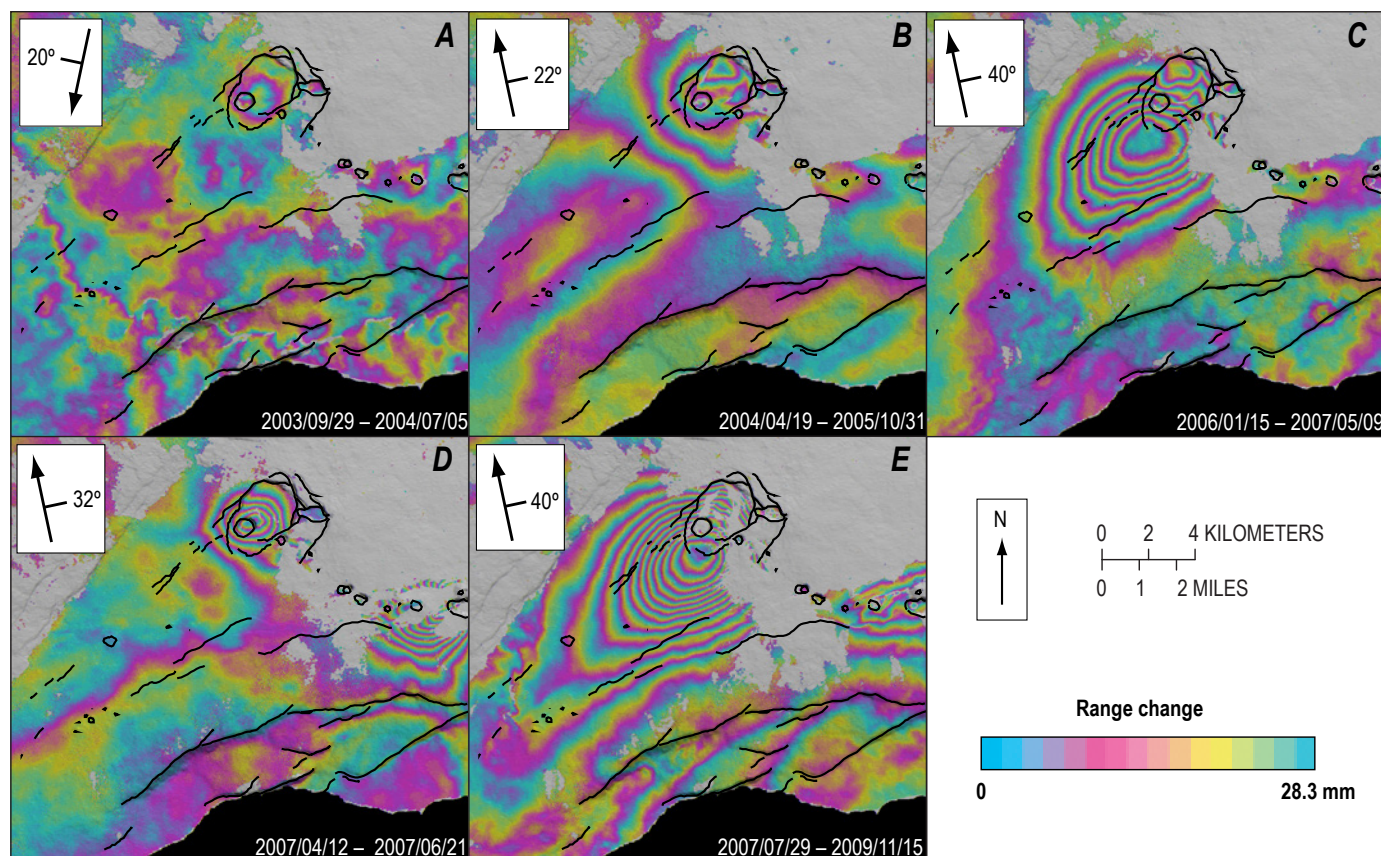 A
20º
2003/09/29 – 2004/07/05
B
22º
2004/04/19 – 2005/10/31
C
40º
2006/01/15 – 2007/05/09
D
32º
2007/04/12 – 2007/06/21
E
40º
2007/07/29 – 2009/11/15
N
0 2 4 KILOMETERS
0 1 2 MILES
Range change
0 28.3 mm